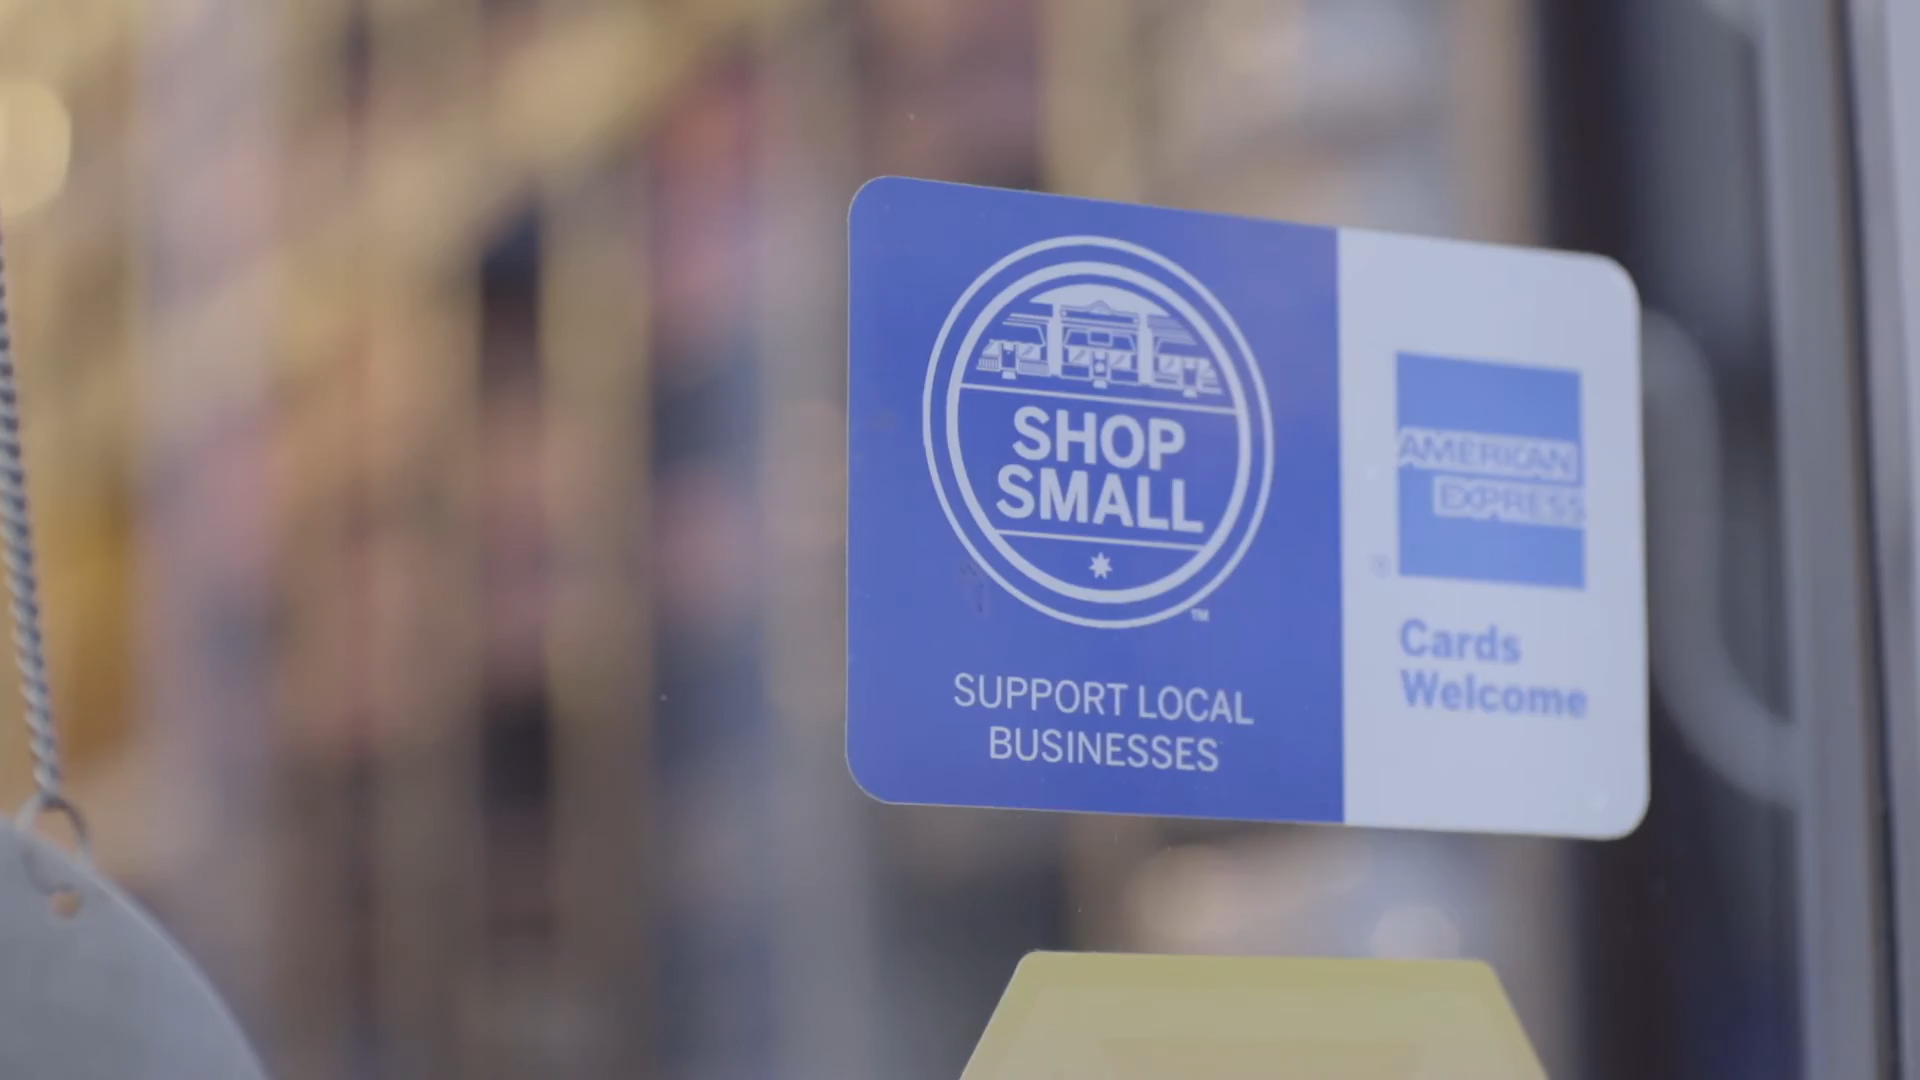 SHOP
SMALL
™
SUPPORT LOCAL
BUSINESSES
AMERICAN
EXPRESS
®
Cards
Welcome